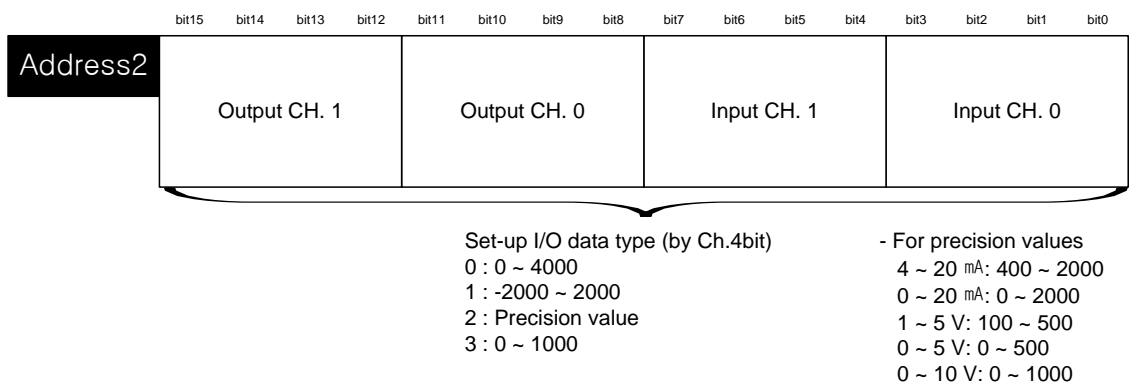 bit15 bit14 bit13 bit12 bit11 bit10 bit9 bit8 bit7 bit6 bit5 bit4 bit3 bit2 bit1 bit0
Address2
Output CH. 1 Output CH. 0 Input CH. 1 Input CH. 0
Set-up I/O data type (by Ch.4bit)
0 : 0 ~ 4000
1 : -2000 ~ 2000
2 : Precision value
3 : 0 ~ 1000
- For precision values
4 ~ 20 ㎃: 400 ~ 2000
0 ~ 20 ㎃: 0 ~ 2000
1 ~ 5 V: 100 ~ 500
0 ~ 5 V: 0 ~ 500
0 ~ 10 V: 0 ~ 1000